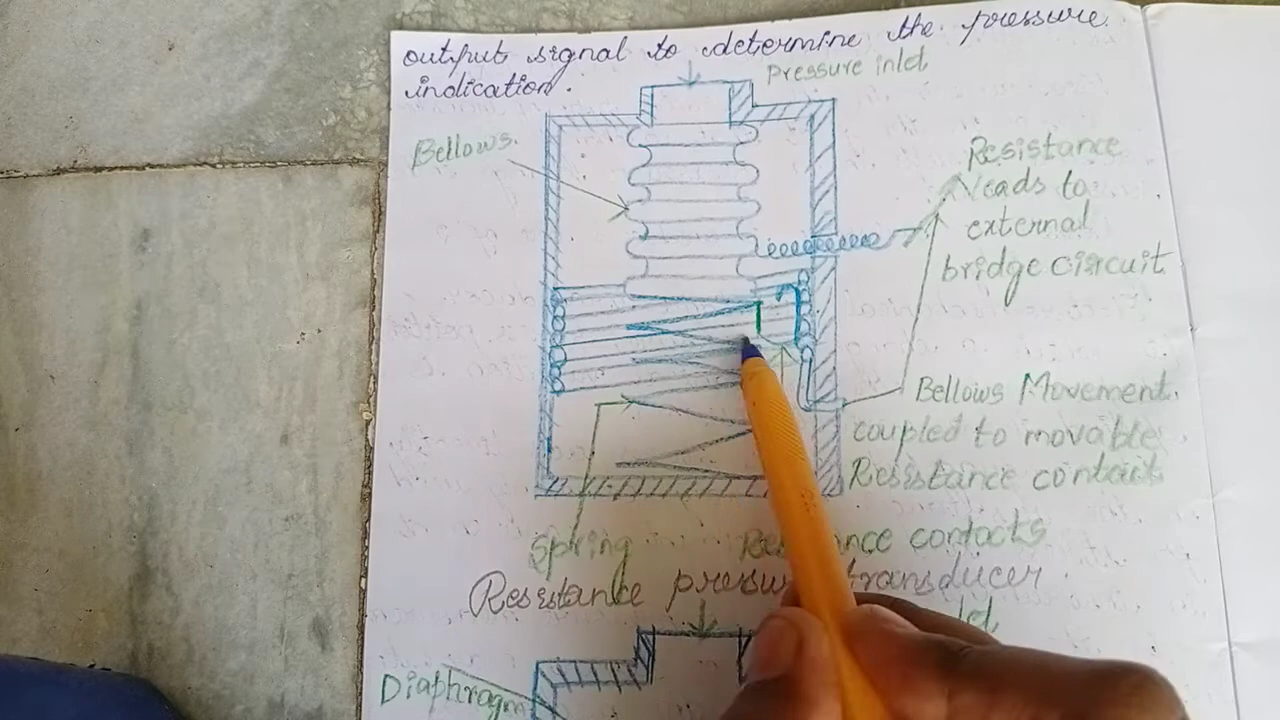 output signal to determine the pressure
indication.
Pressure inlet
Bellows.
Resistance
leads to
external
bridge circuit
Bellows Movement.
coupled to movable
Resistance contact
Spring
contacts
Resistance pressure transducer.
Diaphragm